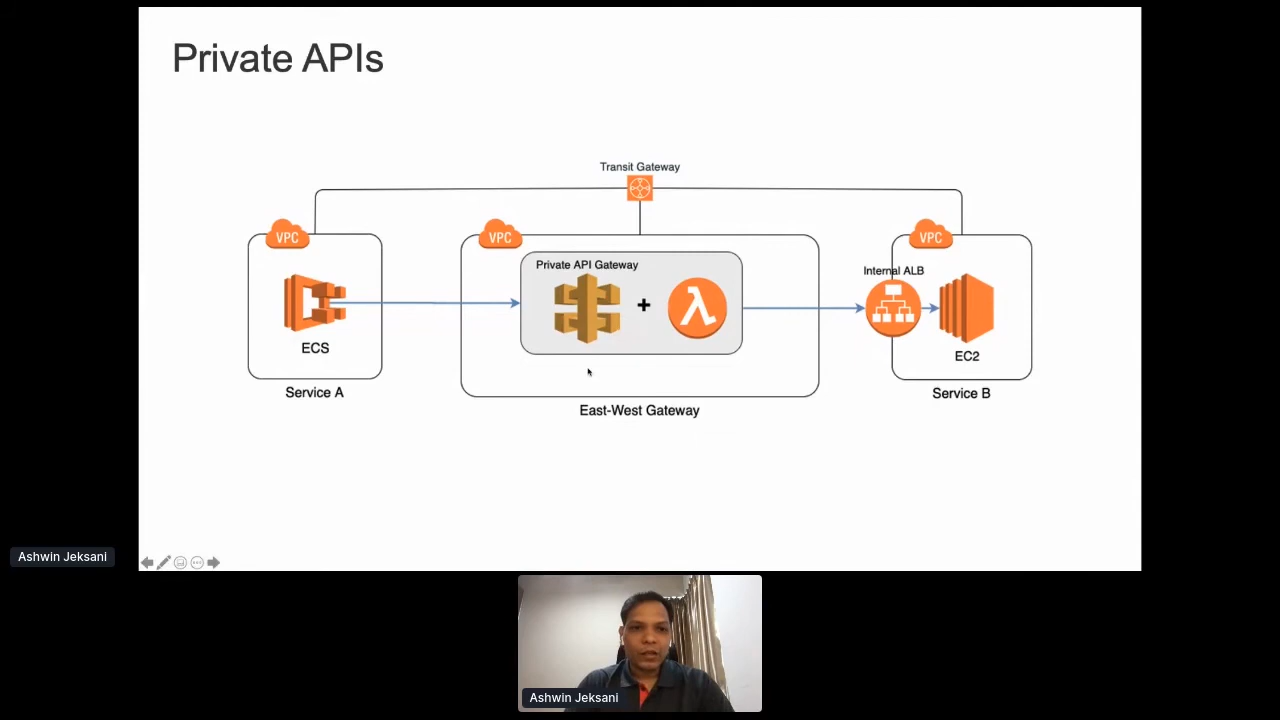 Private APIs
Transit Gateway
VPC
VPC
VPC
Private API Gateway
Internal ALB
+
λ
ECS
EC2
Service A
Service B
East-West Gateway
Ashwin Jeksani
Ashwin Jeksani